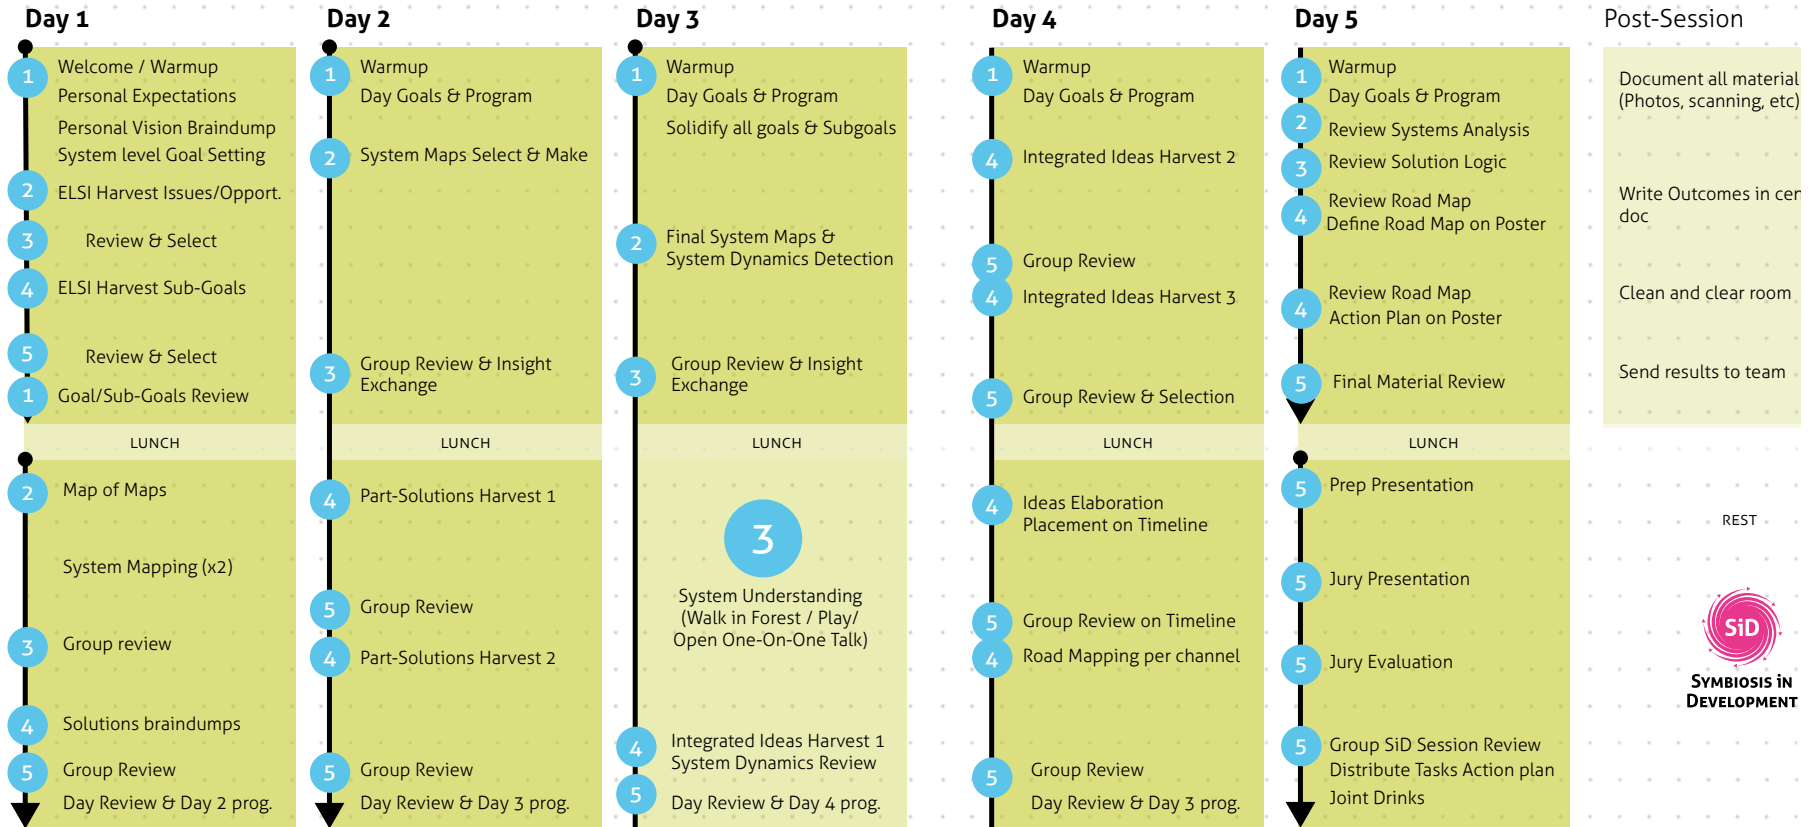 Day 1
1
Welcome / Warmup
Personal Expectations
Personal Vision Braindump
System level Goal Setting
2
ELSI Harvest Issues/Opport.
3
Review & Select
4
ELSI Harvest Sub-Goals
5
Review & Select
1
Goal/Sub-Goals Review
LUNCH
2
Map of Maps
System Mapping (x2)
3
Group review
4
Solutions braindumps
5
Group Review
Day Review & Day 2 prog.
Day 2
1
Warmup
Day Goals & Program
2
System Maps Select & Make
3
Group Review & Insight
Exchange
LUNCH
4
Part-Solutions Harvest 1
5
Group Review
4
Part-Solutions Harvest 2
5
Group Review
Day Review & Day 3 prog.
Day 3
1
Warmup
Day Goals & Program
Solidify all goals & Subgoals
2
Final System Maps &
System Dynamics Detection
3
Group Review & Insight
Exchange
LUNCH
3
System Understanding
(Walk in Forest / Play/
Open One-On-One Talk)
4
Integrated Ideas Harvest 1
System Dynamics Review
5
Day Review & Day 4 prog.
Day 4
1
Warmup
Day Goals & Program
4
Integrated Ideas Harvest 2
5
Group Review
4
Integrated Ideas Harvest 3
5
Group Review & Selection
LUNCH
4
Ideas Elaboration
Placement on Timeline
5
Group Review on Timeline
4
Road Mapping per channel
5
Group Review
Day Review & Day 3 prog.
Day 5
1
Warmup
Day Goals & Program
2
Review Systems Analysis
3
Review Solution Logic
4
Review Road Map
Define Road Map on Poster
4
Review Road Map
Action Plan on Poster
5
Final Material Review
LUNCH
5
Prep Presentation
5
Jury Presentation
5
Jury Evaluation
5
Group SiD Session Review
Distribute Tasks Action plan
Joint Drinks
Post-Session
Document all material
(Photos, scanning, etc)
Write Outcomes in cen
doc
Clean and clear room
Send results to team
REST
SiD
SYMBIOSIS iN
DEVELOPMENT